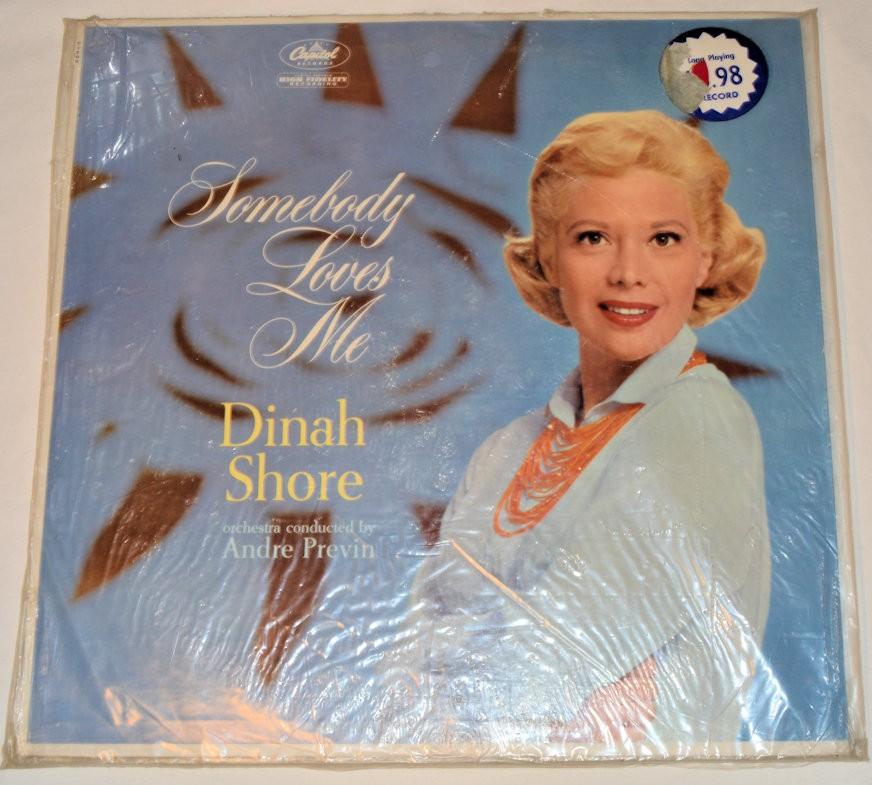 Capitol
RECORDS
HIGH FIDELITY
RECORDING
Long Playing
.98
RECORD
Somebody
Loves
Me
Dinah
Shore
orchestra conducted by
Andre Previn